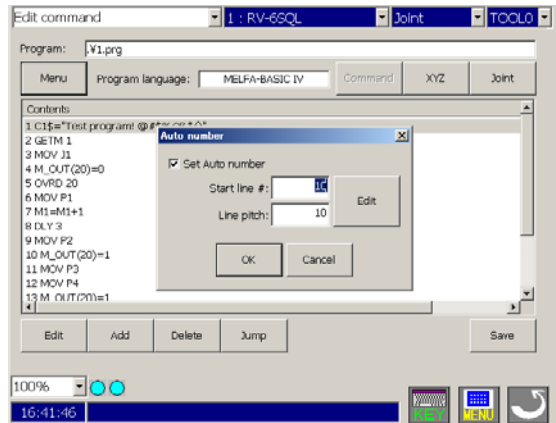 Edit command 1 : RV-6SQL Joint TOOL0
Program: .¥1.prg
Menu Program language: MELFA-BASIC IV Command XYZ Joint
Contents
1 C1$="Test program! @#
2 GETM 1
3 MOV J1
4 M_OUT(20)=0
5 OVRD 20
6 MOV P1
7 M1=M1+1
8 DLY 3
9 MOV P2
10 M_OUT(20)=1
11 MOV P3
12 MOV P4
13 M_OUT(20)=1
Auto number
Set Auto number
Start line #: 10
Edit
Line pitch: 10
OK Cancel
Edit Add Delete Jump Save
100%
KEY MENU
16:41:46